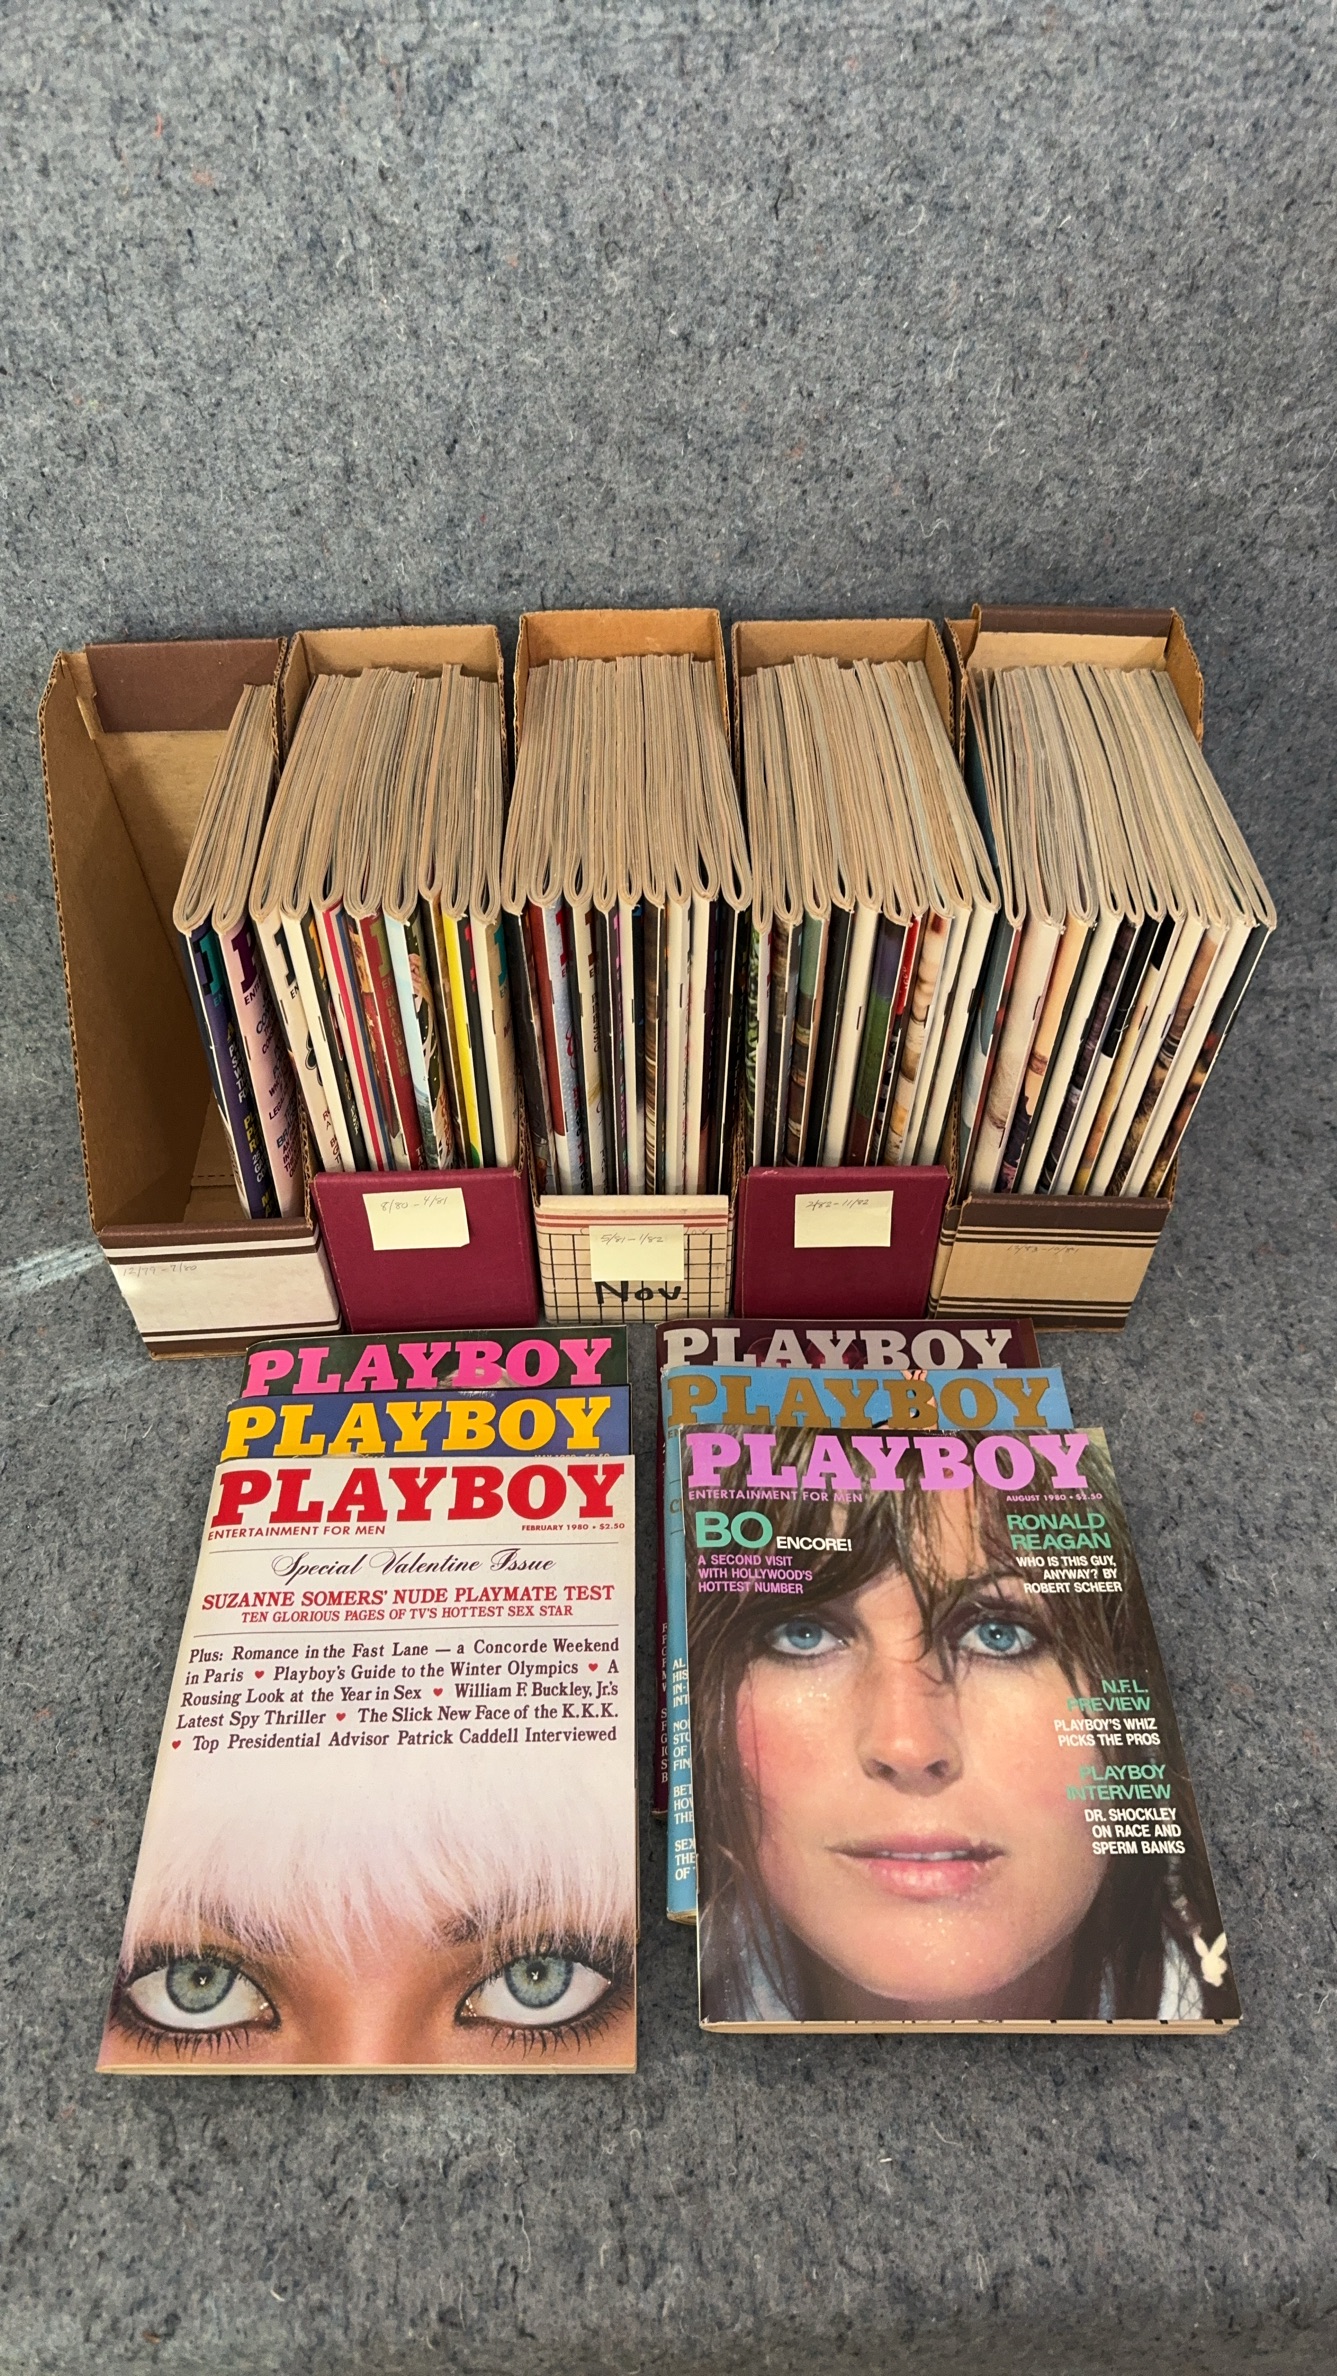 8/80 - 4/81
5/81 - 1/82
2/82 - 11/82
12/79 - 7/80
Nov.
PLAYBOY
PLAYBOY
PLAYBOY
ENTERTAINMENT FOR MEN
FEBRUARY 1980 • $2.50
Special Valentine Issue
SUZANNE SOMERS' NUDE PLAYMATE TEST
TEN GLORIOUS PAGES OF TV'S HOTTEST SEX STAR
Plus: Romance in the Fast Lane — a Concorde Weekend
in Paris ♥ Playboy's Guide to the Winter Olympics ♥ A
Rousing Look at the Year in Sex ♥ William F. Buckley, Jr.'s
Latest Spy Thriller ♥ The Slick New Face of the K.K.K.
♥ Top Presidential Advisor Patrick Caddell Interviewed
PLAYBOY
PLAYBOY
PLAYBOY
ENTERTAINMENT FOR MEN
AUGUST 1980 • $2.50
BO ENCORE!
A SECOND VISIT
WITH HOLLYWOOD'S
HOTTEST NUMBER
RONALD
REAGAN
WHO IS THIS GUY,
ANYWAY? BY
ROBERT SCHEER
N.F.L.
PREVIEW
PLAYBOY'S WHIZ
PICKS THE PROS
PLAYBOY
INTERVIEW
DR. SHOCKLEY
ON RACE AND
SPERM BANKS